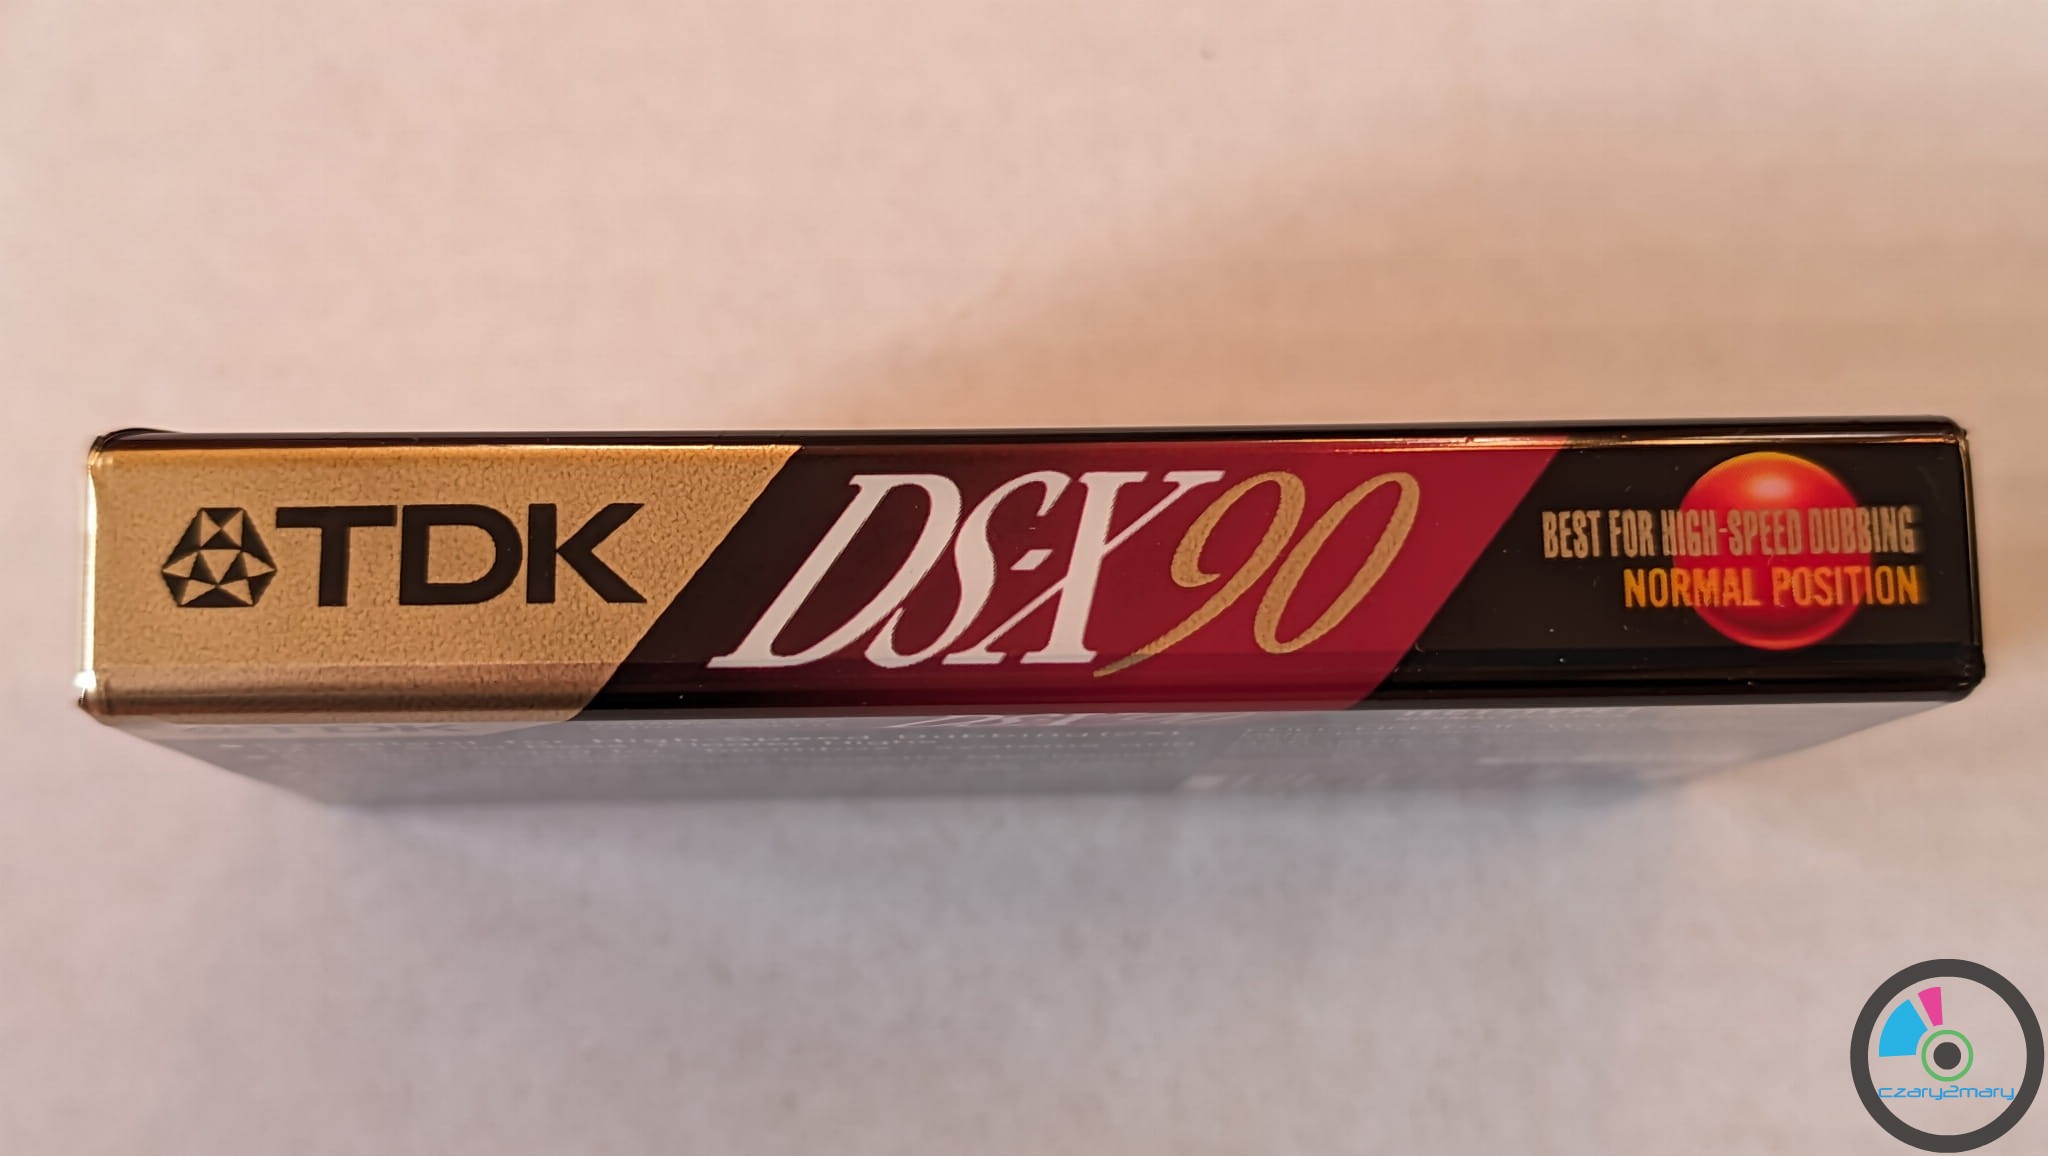 TDK
DS-X90
BEST FOR HIGH-SPEED DUBBING
NORMAL POSITION
czary2mary